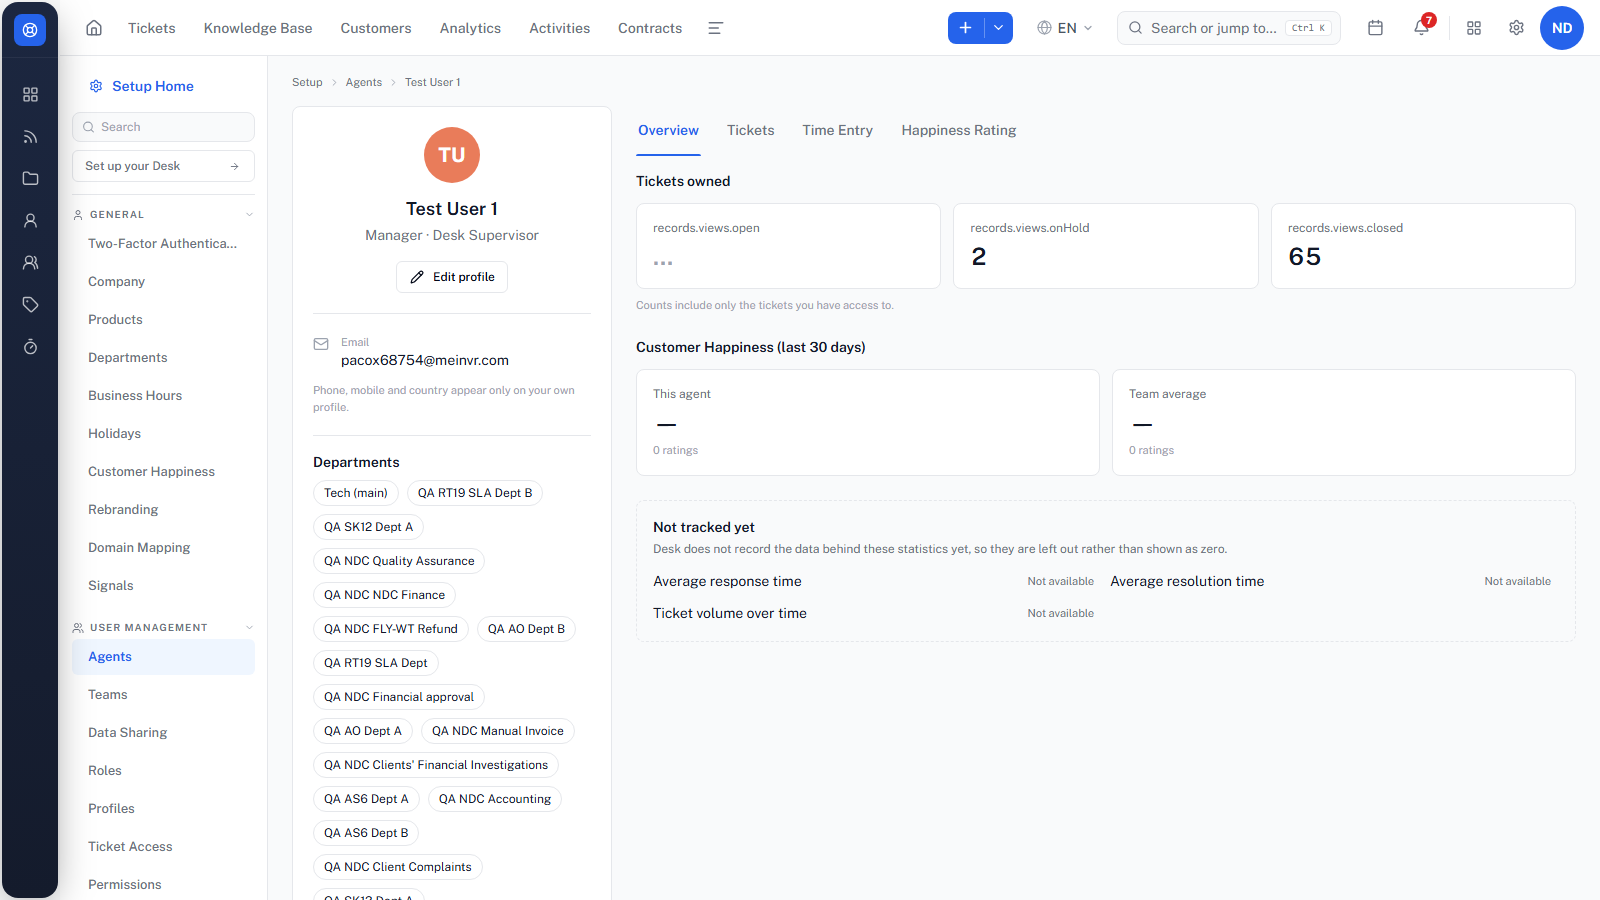 Tickets
Knowledge Base
Customers
Analytics
Activities
Contracts
EN
Search or jump to...
Ctrl K
7
ND
Setup Home
Search
Set up your Desk
GENERAL
Two-Factor Authentica...
Company
Products
Departments
Business Hours
Holidays
Customer Happiness
Rebranding
Domain Mapping
Signals
USER MANAGEMENT
Agents
Teams
Data Sharing
Roles
Profiles
Ticket Access
Permissions
Setup > Agents > Test User 1
TU
Test User 1
Manager · Desk Supervisor
Edit profile
Email
pacox68754@meinvr.com
Phone, mobile and country appear only on your own
profile.
Departments
Tech (main)
QA RT19 SLA Dept B
QA SK12 Dept A
QA NDC Quality Assurance
QA NDC NDC Finance
QA NDC FLY-WT Refund
QA AO Dept B
QA RT19 SLA Dept
QA NDC Financial approval
QA AO Dept A
QA NDC Manual Invoice
QA NDC Clients' Financial Investigations
QA AS6 Dept A
QA NDC Accounting
QA AS6 Dept B
QA NDC Client Complaints
Overview
Tickets
Time Entry
Happiness Rating
Tickets owned
records.views.open
...
records.views.onHold
2
records.views.closed
65
Counts include only the tickets you have access to.
Customer Happiness (last 30 days)
This agent
—
0 ratings
Team average
—
0 ratings
Not tracked yet
Desk does not record the data behind these statistics yet, so they are left out rather than shown as zero.
Average response time
Not available
Average resolution time
Not available
Ticket volume over time
Not available